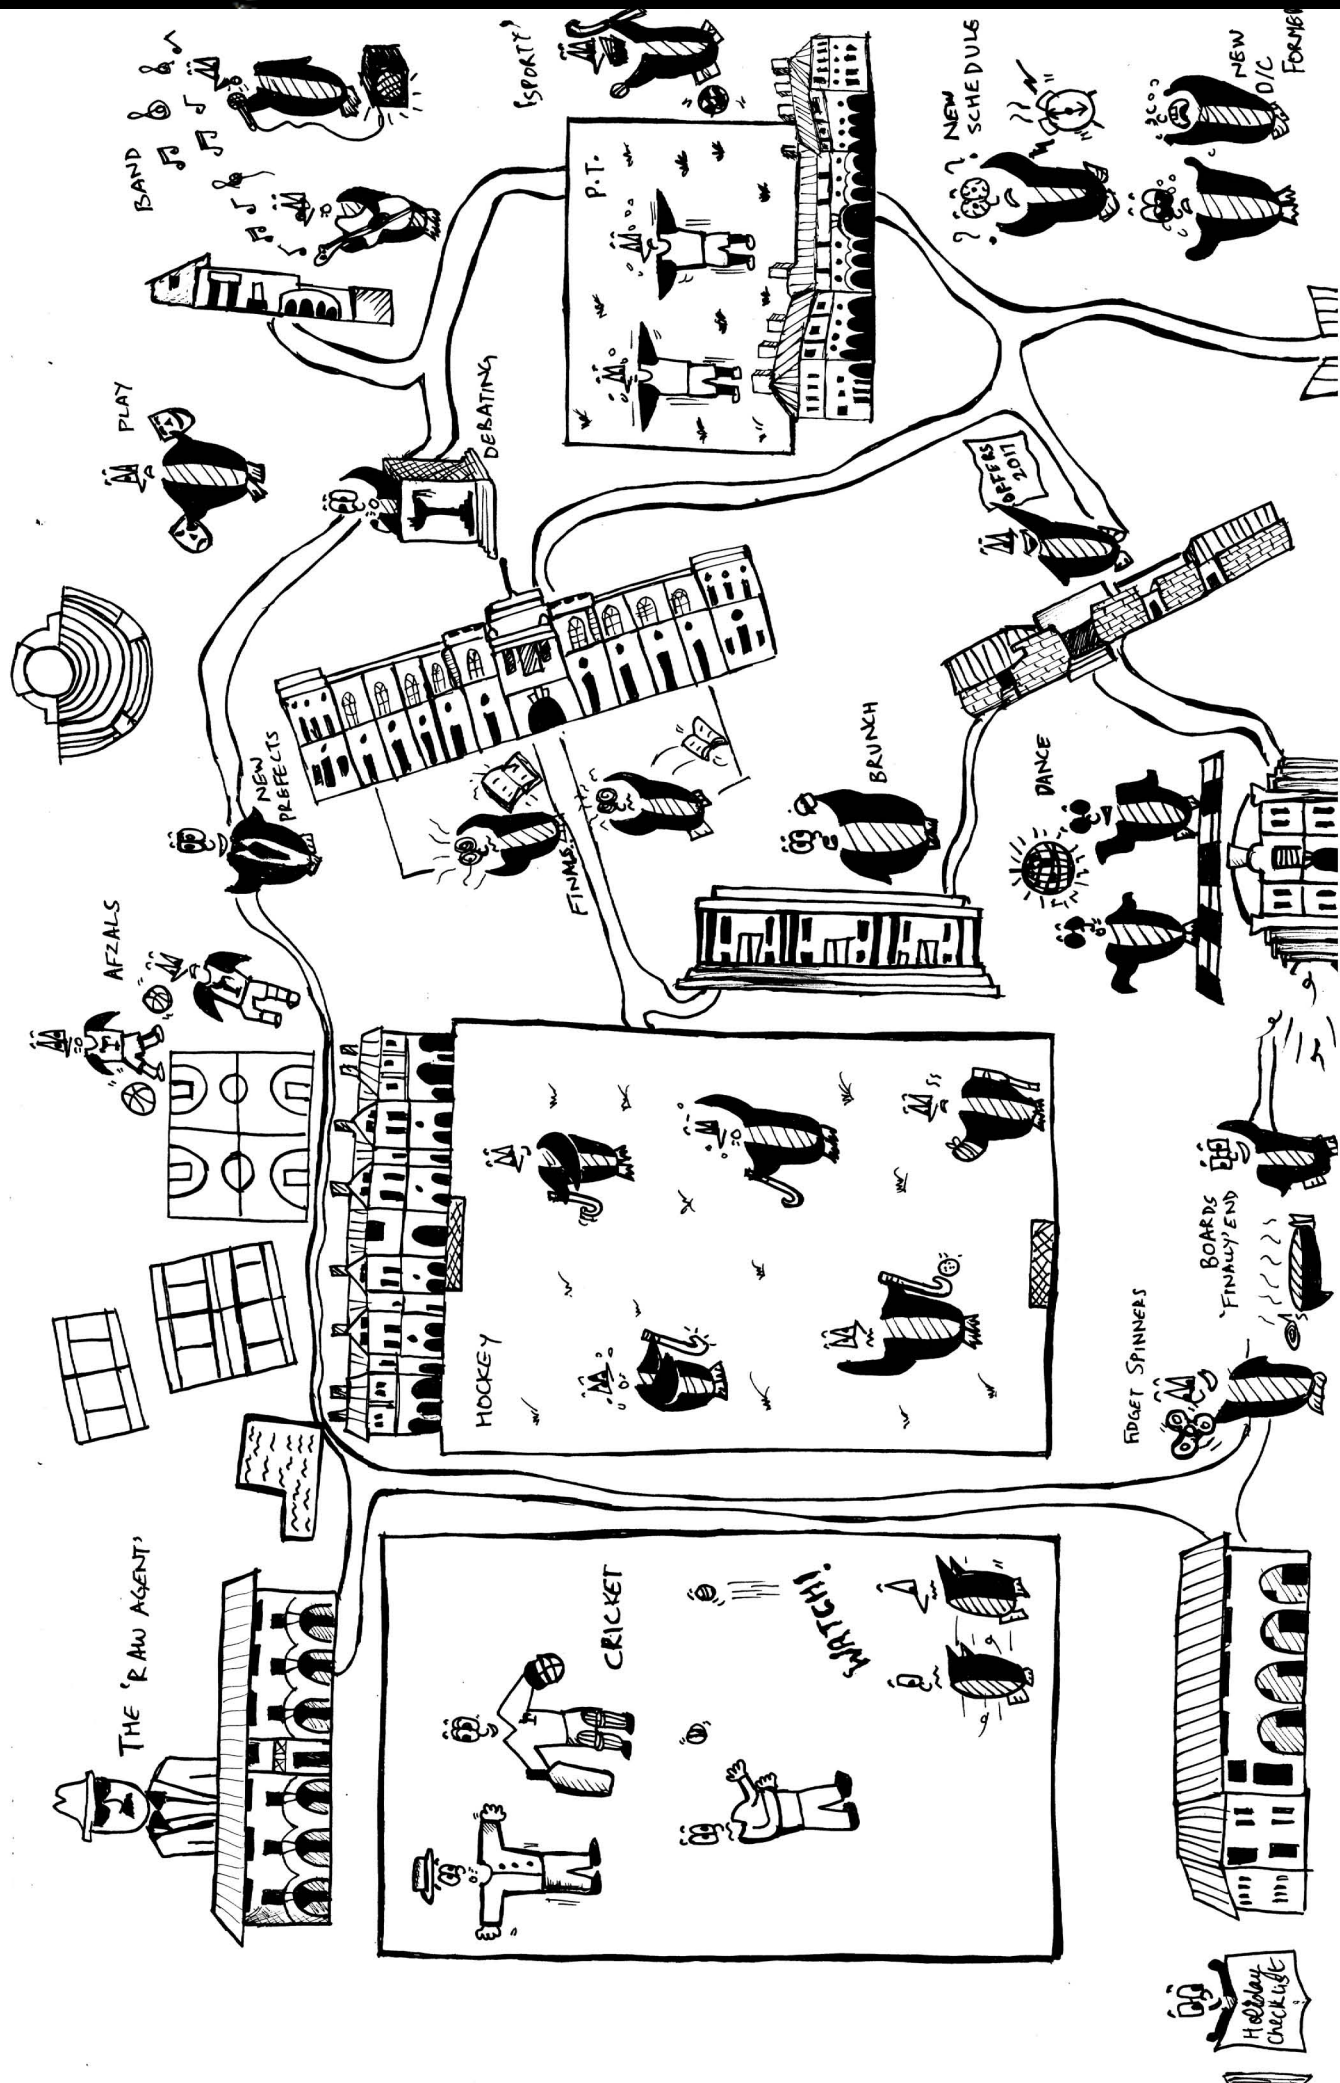 THE 'RAW AGENT'
AFZALS
PLAY
BAND
NEW
PREFECTS
HOCKEY
DEBATING
'SPORTY'
CRICKET
FINALS
P.T.
WATCH!
BRUNCH
NEW
SCHEDULE
OFFERS
2017
DANCE
FIDGET SPINNERS
BOARDS
'FINALLY' END
NEW
D/C
FORMER
Holiday
Checklist